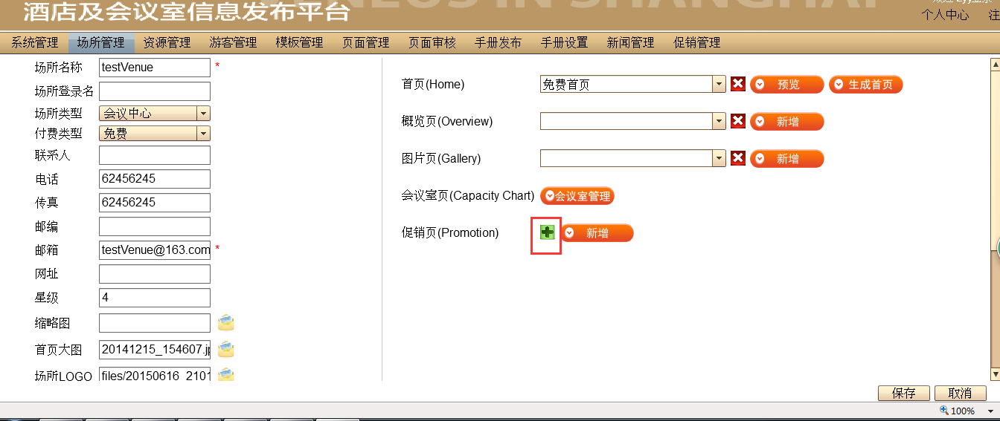 IN SHANGHAI
酒店及会议室信息发布平台
个人中心 注
系统管理 场所管理 资源管理 游客管理 模板管理 页面管理 页面审核 手册发布 手册设置 新闻管理 促销管理
场所名称 testVenue *
场所登录名
场所类型 会议中心
付费类型 免费
联系人
电话 62456245
传真 62456245
邮编
邮箱 testVenue@163.com *
网址
星级 4
缩略图
首页大图 20141215_154607.jp
场所LOGO files/20150616_2101
首页(Home) 免费首页 预览 生成首页
概览页(Overview) 新增
图片页(Gallery) 新增
会议室页(Capacity Chart) 会议室管理
促销页(Promotion) 新增
保存 取消
100%